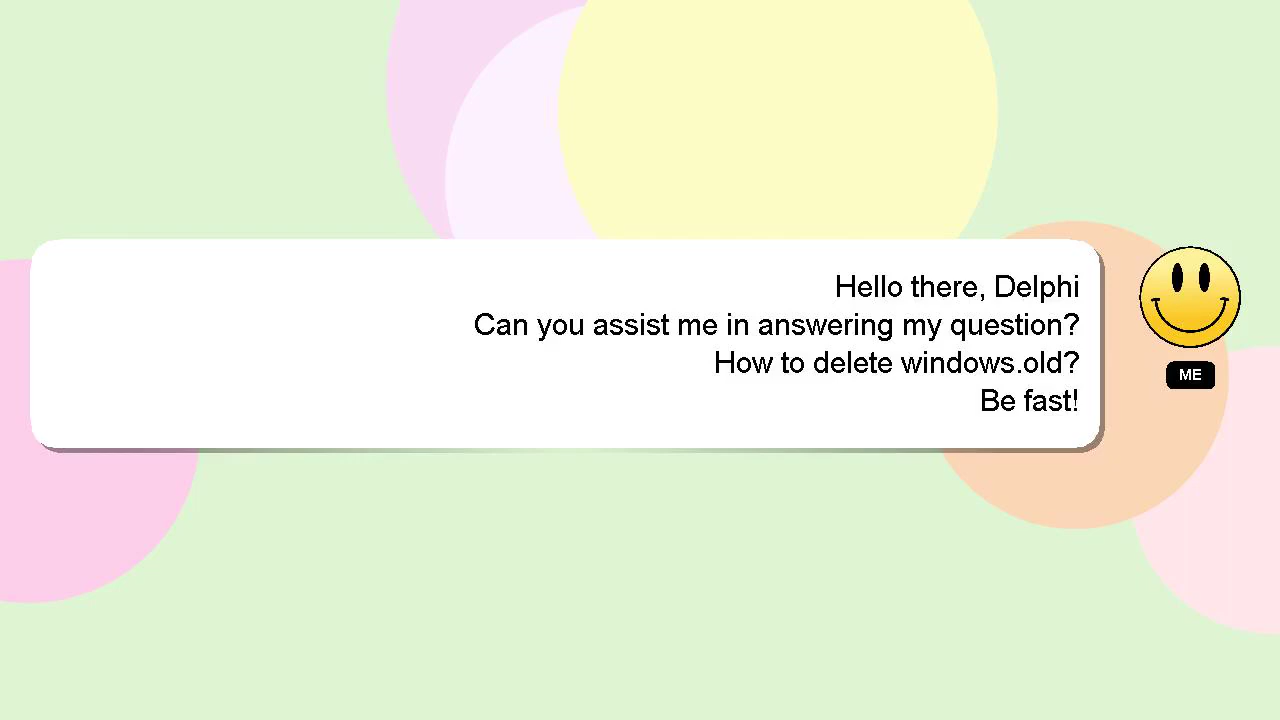 Hello there, Delphi
Can you assist me in answering my question?
How to delete windows.old?
Be fast!
ME